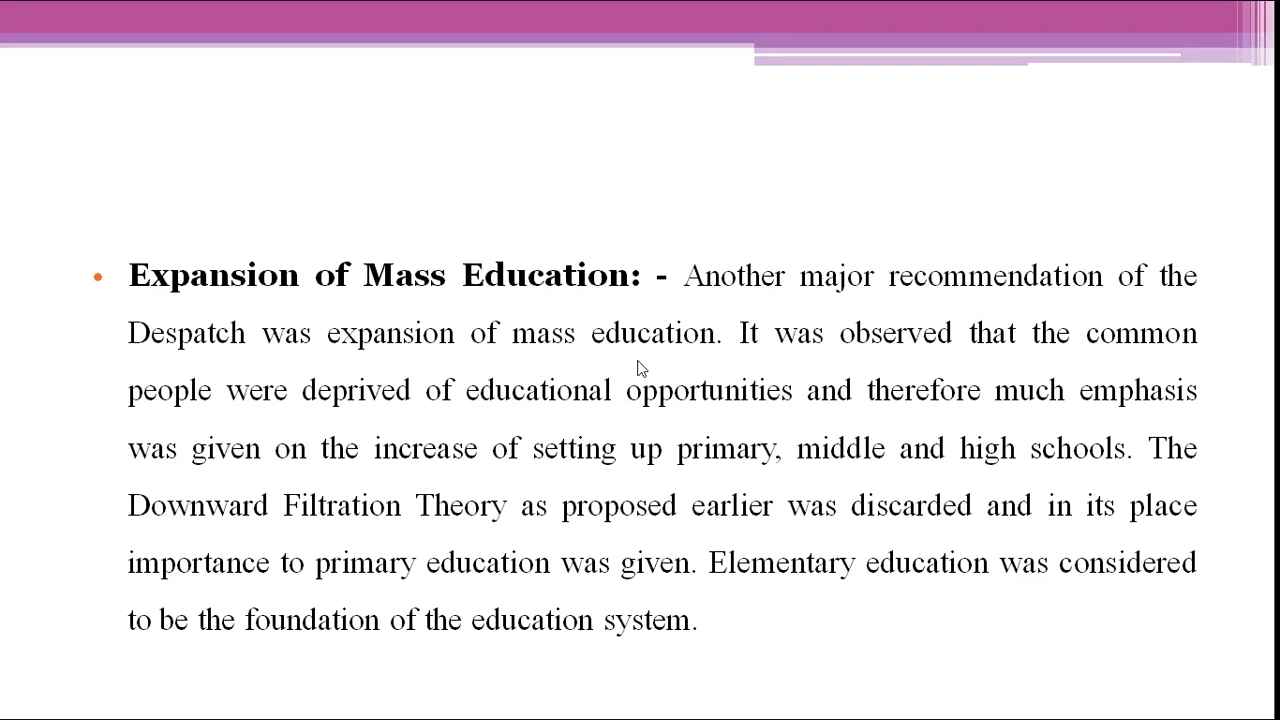 • Expansion of Mass Education: - Another major recommendation of the
Despatch was expansion of mass education. It was observed that the common
people were deprived of educational opportunities and therefore much emphasis
was given on the increase of setting up primary, middle and high schools. The
Downward Filtration Theory as proposed earlier was discarded and in its place
importance to primary education was given. Elementary education was considered
to be the foundation of the education system.